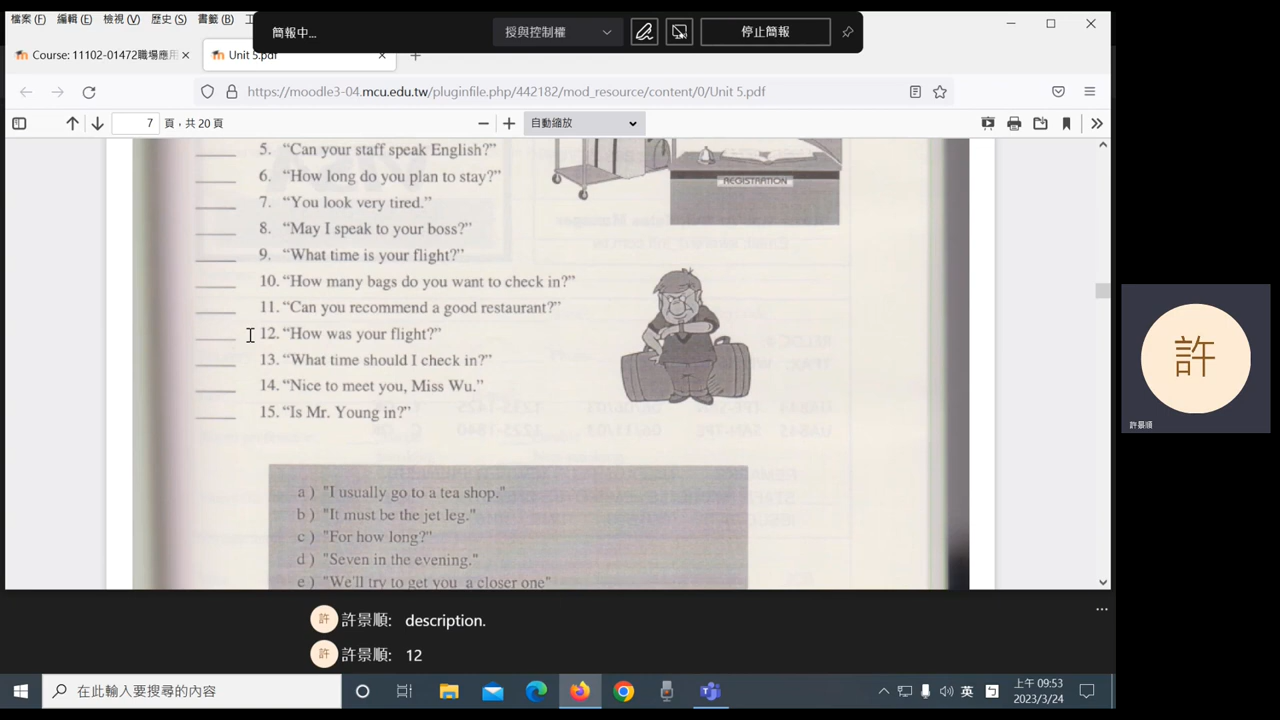 檔案 (F) 編輯 (E) 檢視 (V) 歷史 (S) 書籤 (B)
簡報中...
授與控制權
停止簡報
Course: 11102-01472職場應用
Unit 5.pdf
https://moodle3-04.mcu.edu.tw/pluginfile.php/442182/mod_resource/content/0/Unit 5.pdf
7 頁，共 20 頁
自動縮放
5. “Can your staff speak English?”
6. “How long do you plan to stay?”
7. “You look very tired.”
8. “May I speak to your boss?”
9. “What time is your flight?”
10. “How many bags do you want to check in?”
11. “Can you recommend a good restaurant?”
12. “How was your flight?”
13. “What time should I check in?”
14. “Nice to meet you, Miss Wu.”
15. “Is Mr. Young in?”
REGISTRATION
a ) "I usually go to a tea shop."
b ) "It must be the jet leg."
c ) "For how long?"
d ) "Seven in the evening."
e ) "We'll try to get you a closer one"
許
許景順
許 許景順: description.
許 許景順: 12
在此輸入要搜尋的內容
英
上午 09:53
2023/3/24